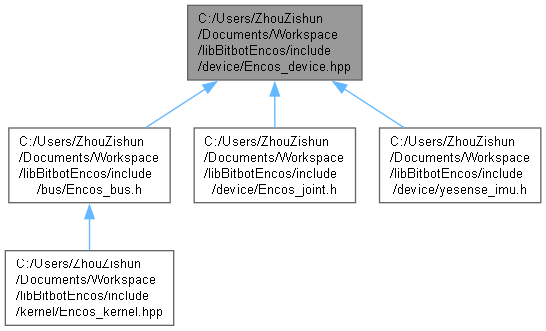 C:/Users/ZhouZishun
/Documents/Workspace
/libBitbotEncos/include
/device/Encos_device.hpp
C:/Users/ZhouZishun
/Documents/Workspace
/libBitbotEncos/include
/bus/Encos_bus.h
C:/Users/ZhouZishun
/Documents/Workspace
/libBitbotEncos/include
/device/Encos_joint.h
C:/Users/ZhouZishun
/Documents/Workspace
/libBitbotEncos/include
/device/yesense_imu.h
C:/Users/ZhouZishun
/Documents/Workspace
/libBitbotEncos/include
/kernel/Encos_kernel.hpp